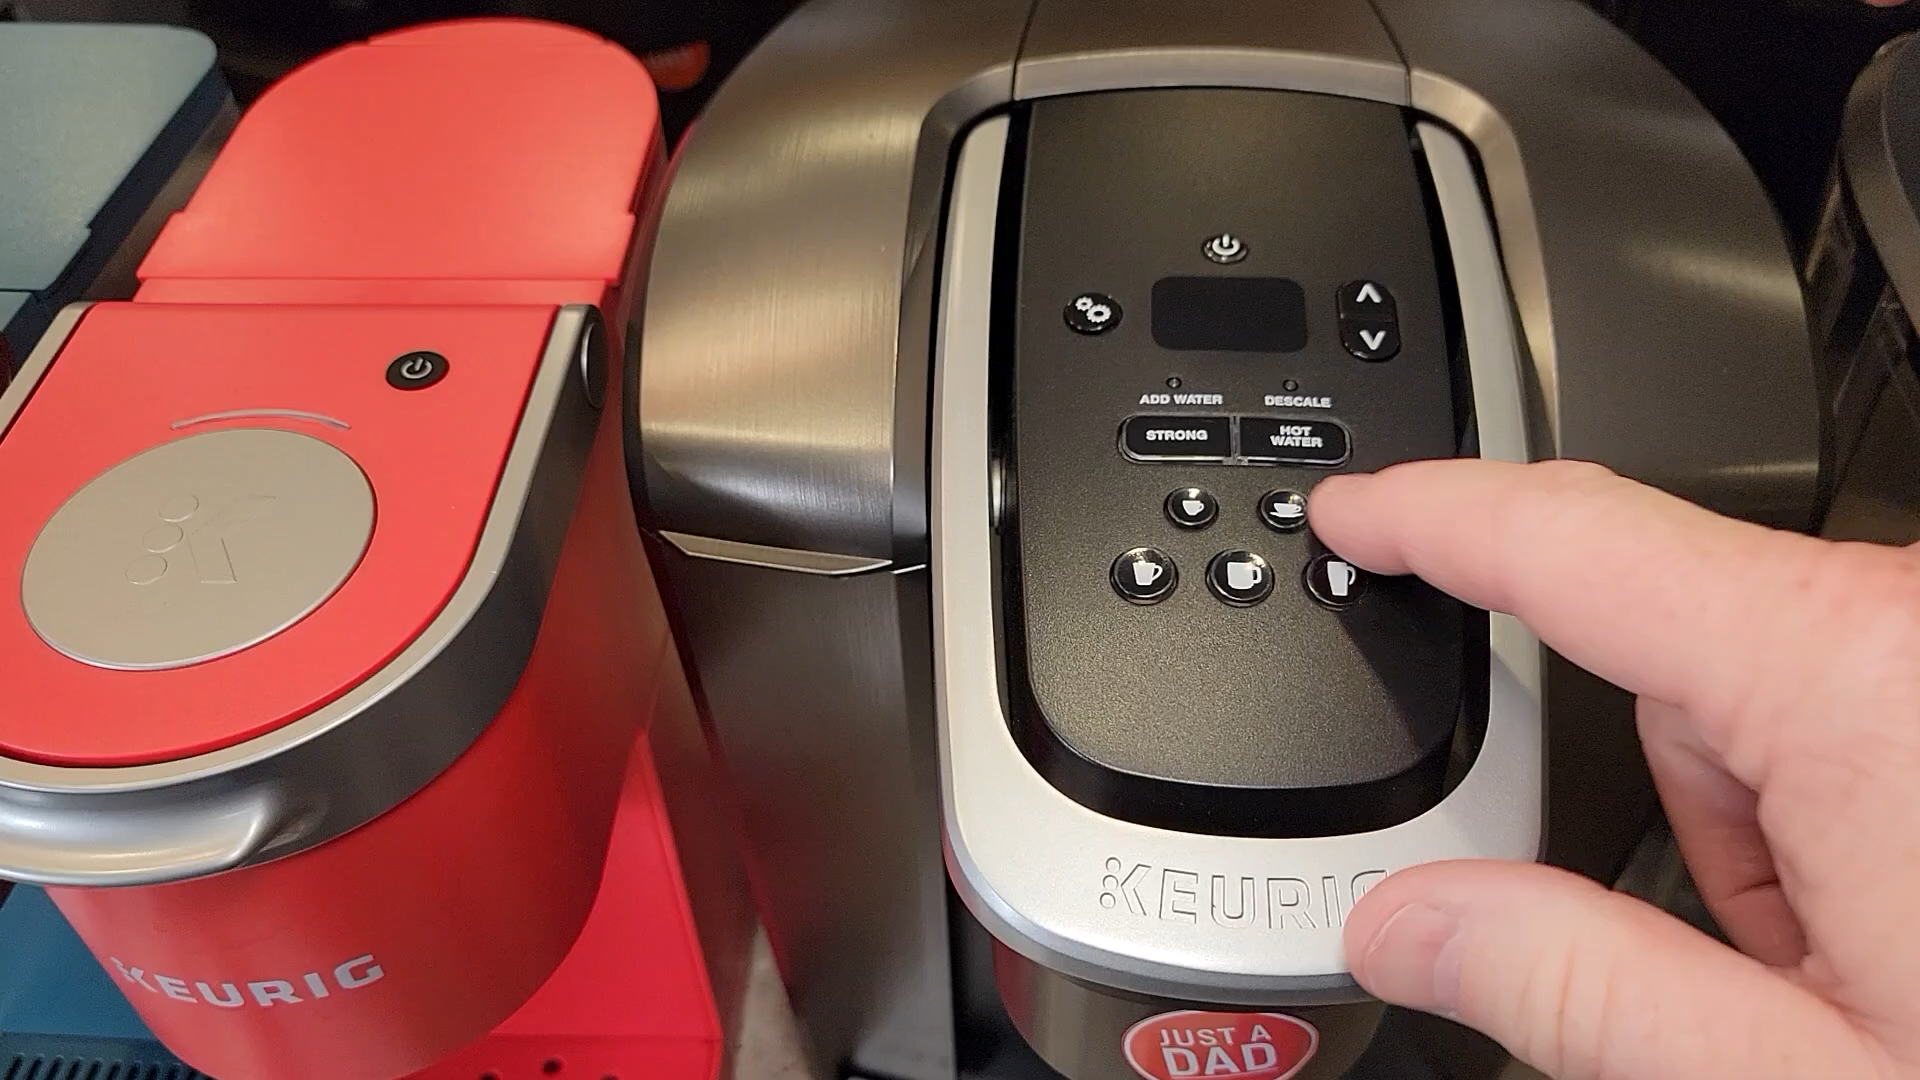 ADD WATER
DESCALE
STRONG
HOT
WATER
KEURIG
KEURIG
JUST A
DAD